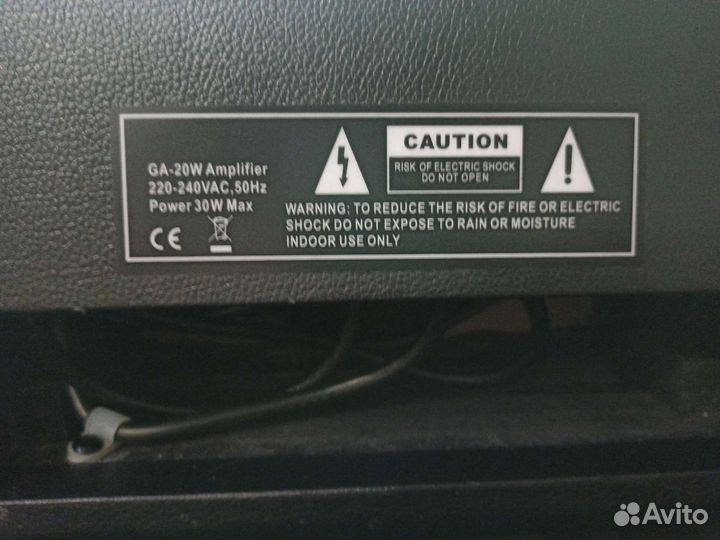 GA-20W Amplifier
220-240VAC,50Hz
Power 30W Max
CE
CAUTION
RISK OF ELECTRIC SHOCK
DO NOT OPEN
WARNING: TO REDUCE THE RISK OF FIRE OR ELECTRIC
SHOCK DO NOT EXPOSE TO RAIN OR MOISTURE
INDOOR USE ONLY
Avito